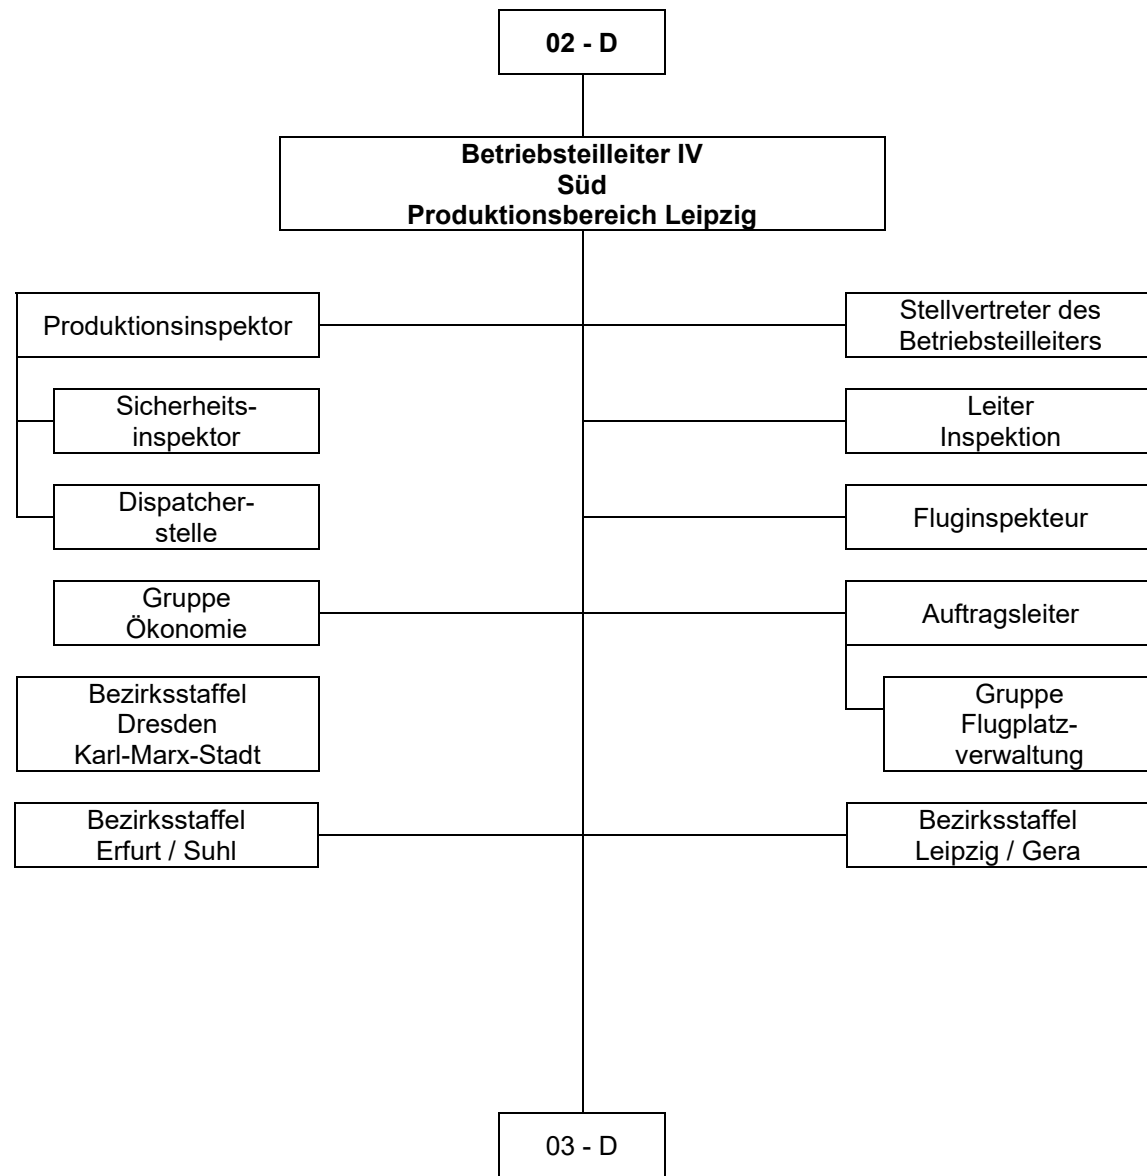 02 - D
Betriebsteilleiter IV
Süd
Produktionsbereich Leipzig
Produktionsinspektor
Stellvertreter des
Betriebsteilleiters
Sicherheits-
inspektor
Leiter
Inspektion
Dispatcher-
stelle
Fluginspekteur
Gruppe
Ökonomie
Auftragsleiter
Bezirksstaffel
Dresden
Karl-Marx-Stadt
Gruppe
Flugplatz-
verwaltung
Bezirksstaffel
Erfurt / Suhl
Bezirksstaffel
Leipzig / Gera
03 - D